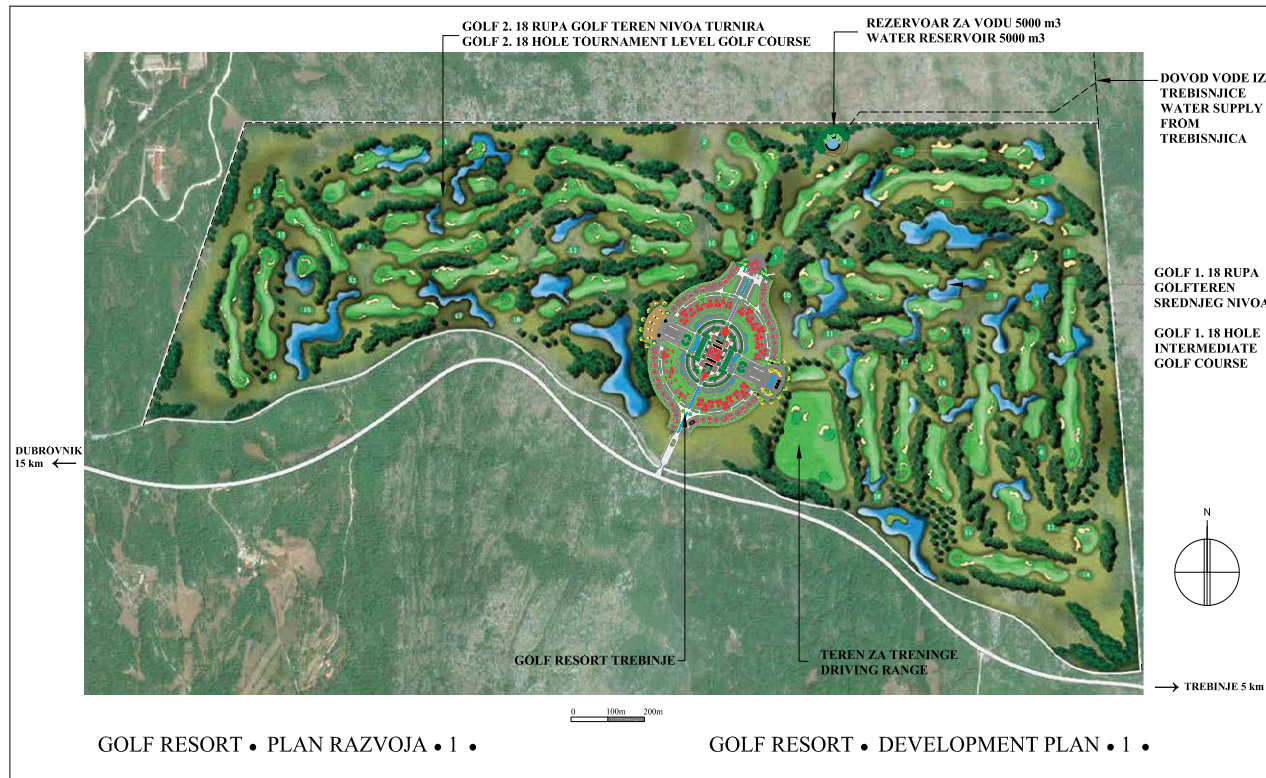 GOLF 2. 18 RUPA GOLF TEREN NIVOA TURNIRA
GOLF 2. 18 HOLE TOURNAMENT LEVEL GOLF COURSE
REZERVOAR ZA VODU 5000 m3
WATER RESERVOIR 5000 m3
DOVOD VODE IZ
TREBISNJICE
WATER SUPPLY
FROM
TREBISNJICA
GOLF 1. 18 RUPA
GOLFTEREN
SREDNJEG NIVOA
GOLF 1. 18 HOLE
INTERMEDIATE
GOLF COURSE
DUBROVNIK
15 km
N
GOLF RESORT TREBINJE
TEREN ZA TRENINGE
DRIVING RANGE
TREBINJE 5 km
0 100m 200m
GOLF RESORT • PLAN RAZVOJA • 1 •
GOLF RESORT • DEVELOPMENT PLAN • 1 •